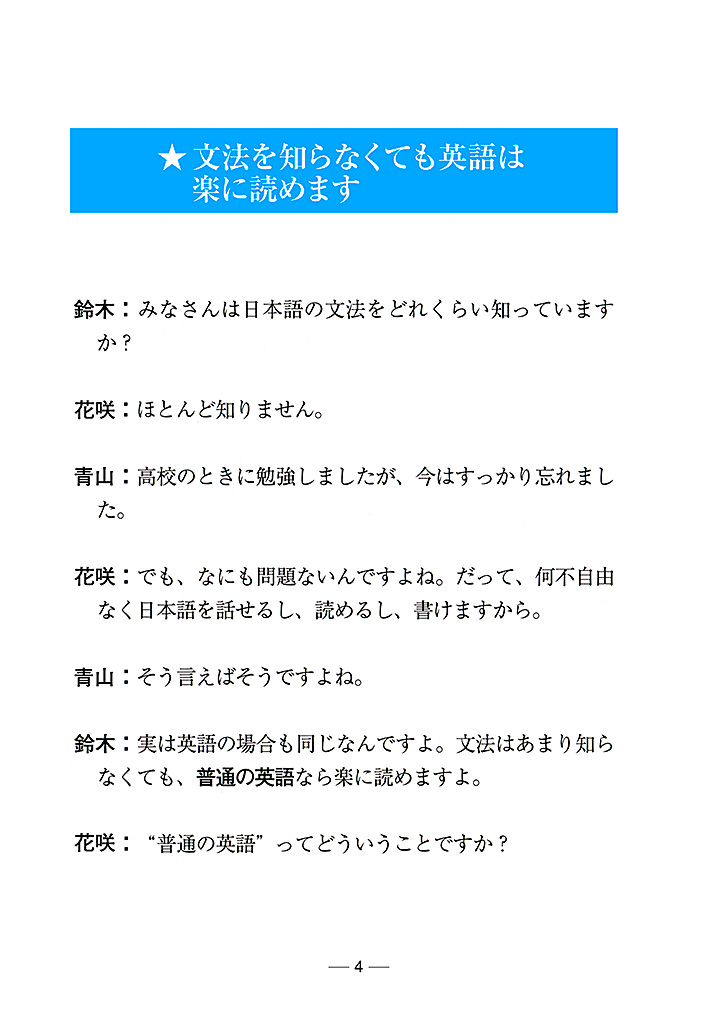 ★ 文法を知らなくても英語は
楽に読めます
鈴木：みなさんは日本語の文法をどれくらい知っています
か？
花咲：ほとんど知りません。
青山：高校のときに勉強しましたが、今はすっかり忘れまし
た。
花咲：でも、なにも問題ないんですよね。だって、何不自由
なく日本語を話せるし、読めるし、書けますから。
青山：そう言えばそうですよね。
鈴木：実は英語の場合も同じなんですよ。文法はあまり知ら
なくても、普通の英語なら楽に読めますよ。
花咲：“普通の英語”ってどういうことですか？
— 4 —